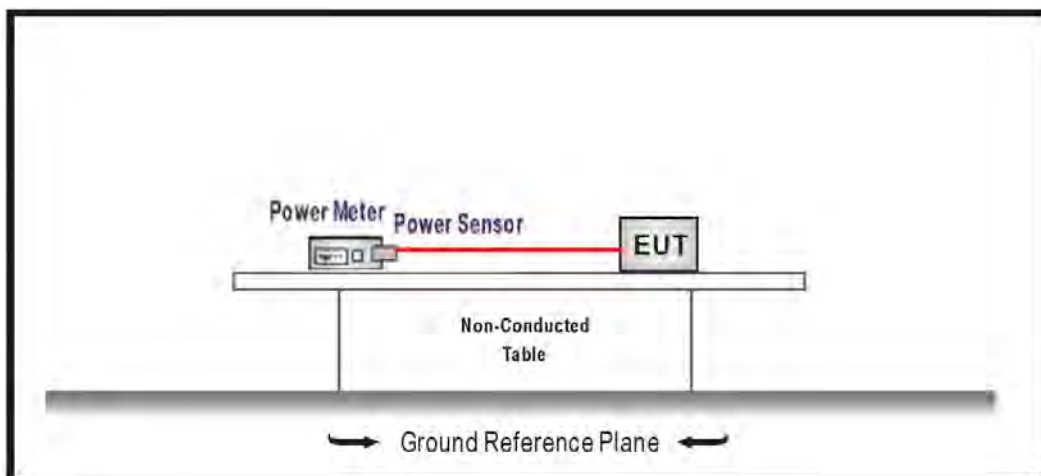 Power Meter
Power Sensor
EUT
Non-Conducted
Table
Ground Reference Plane